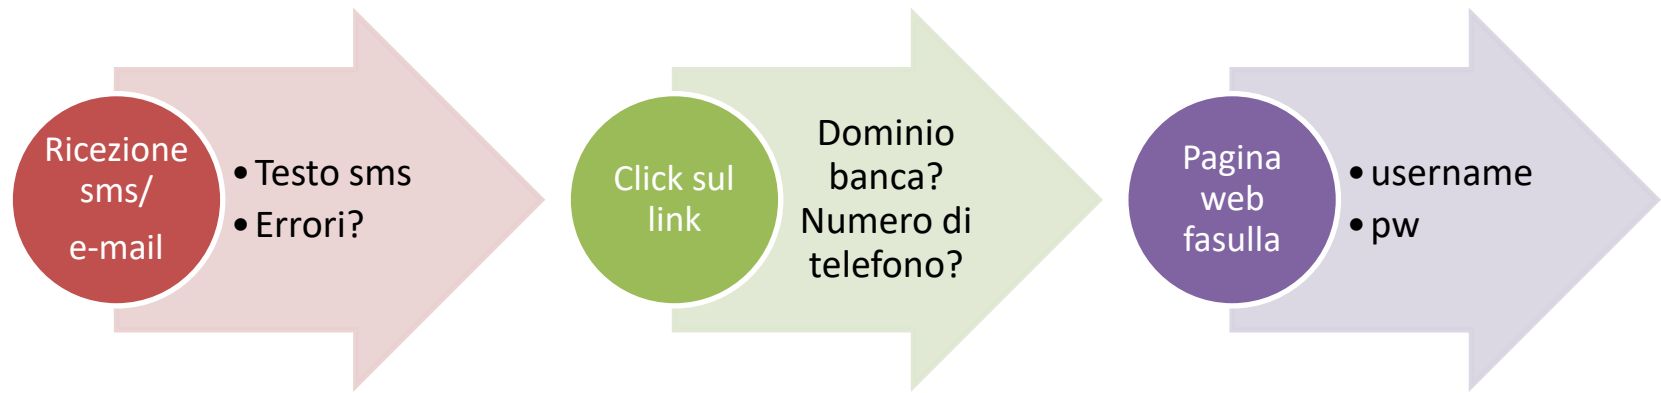 Ricezione
sms/
e-mail
• Testo sms
• Errori?
Click sul
link
Dominio
banca?
Numero di
telefono?
Pagina
web
fasulla
• username
• pw